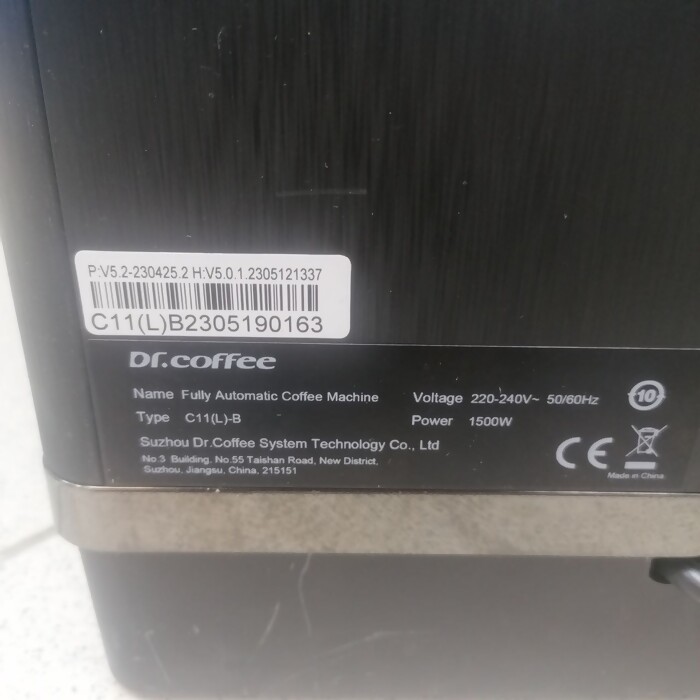 P:V5.2-230425.2 H:V5.0.1.2305121337
C11(L)B2305190163
Dr.coffee
Name Fully Automatic Coffee Machine
Voltage 220-240V~ 50/60Hz
10
Type C11(L)-B
Power 1500W
Suzhou Dr.Coffee System Technology Co., Ltd
No.3 Building, No.55 Taishan Road, New District,
Suzhou, Jiangsu, China, 215151
CE
Made in China